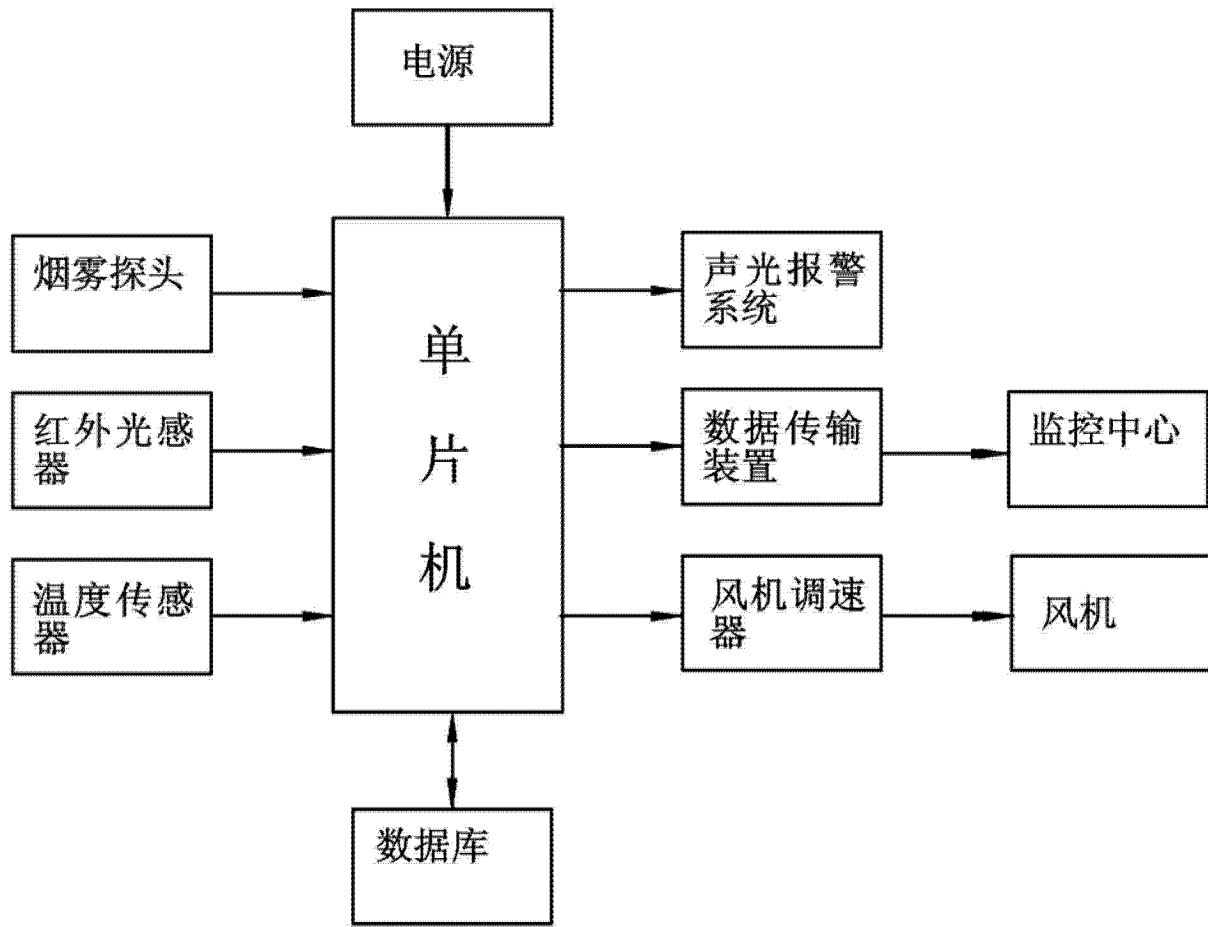 电源
烟雾探头
红外光感
器
温度传感
器
单
片
机
声光报警
系统
数据传输
装置
风机调速
器
监控中心
风机
数据库